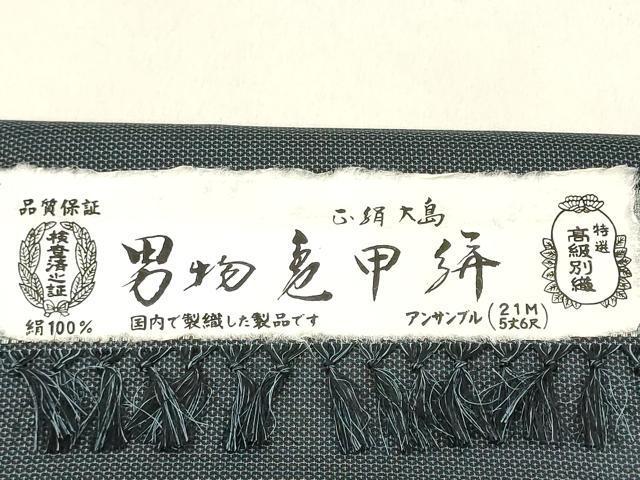 品質保証
検査済之証
絹100%
正絹大島
男物亀甲絣
国内で製織した製品です
アンサンブル(21M 5丈6尺)
特選
高級別織